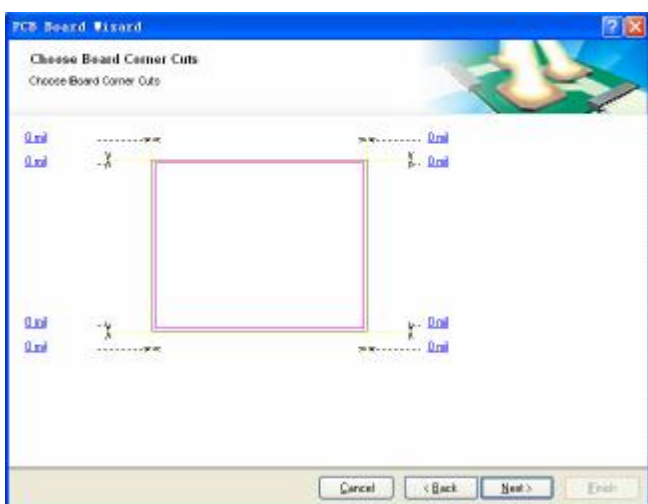 PCB Board Wizard
Choose Board Corner Cuts
Choose Board Corner Cuts
0 mil
0 mil
0 mil
0 mil
0 mil
0 mil
0 mil
0 mil
Cancel
< Back
Next >
Finish